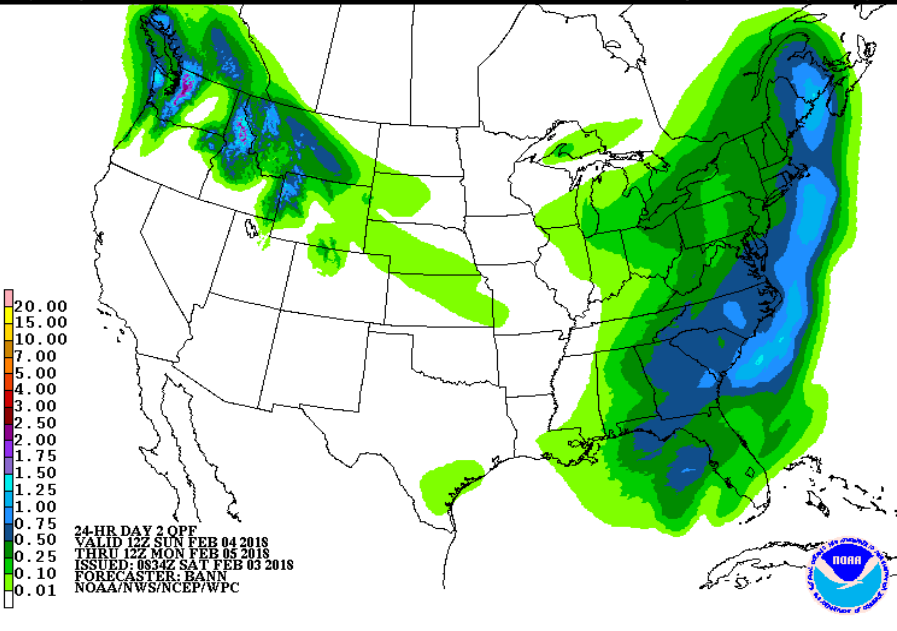 20.00
15.00
10.00
7.00
5.00
4.00
3.00
2.50
2.00
1.75
1.50
1.25
1.00
0.75
0.50
0.25
0.10
0.01
24-HR DAY 2 QPF
VALID 12Z SUN FEB 04 2018
THRU 12Z MON FEB 05 2018
ISSUED: 0834Z SAT FEB 03 2018
FORECASTER: BANN
NOAA/NWS/NCEP/WPC
NOAA